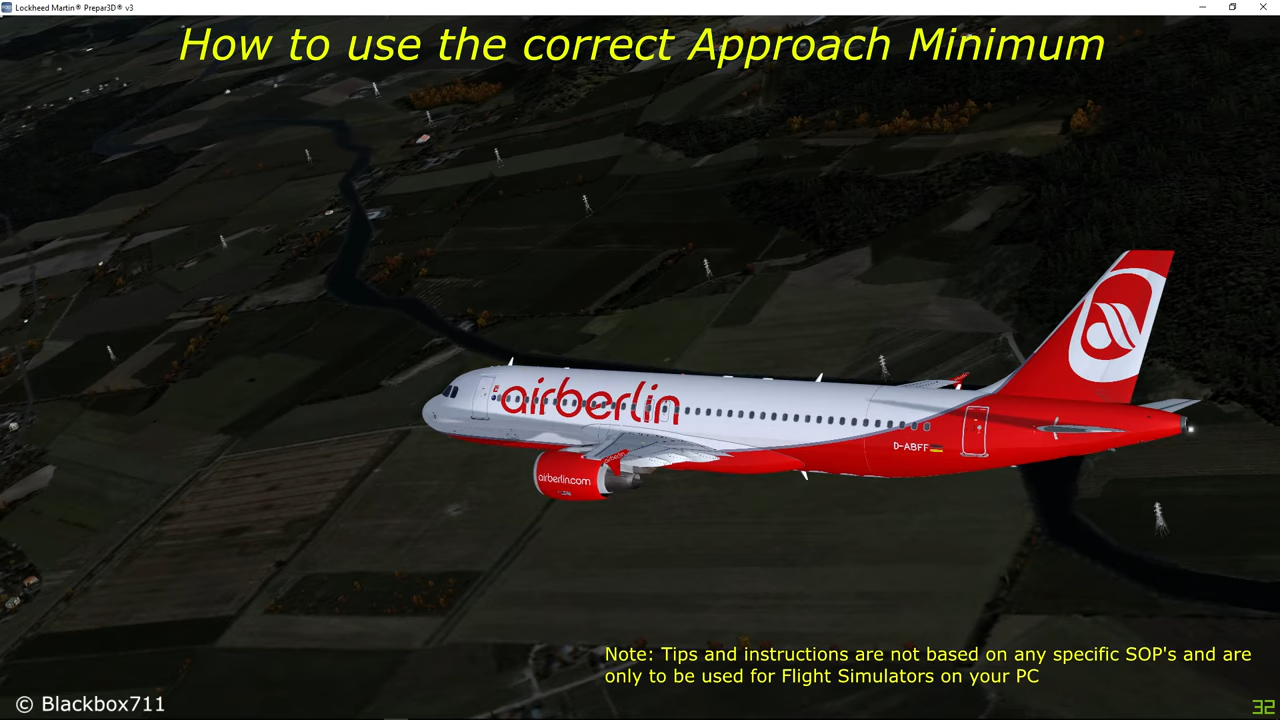 Lockheed Martin® Prepar3D® v3
How to use the correct Approach Minimum
airberlin
D-ABFF
airberlin
airberlin.com
Note: Tips and instructions are not based on any specific SOP's and are
only to be used for Flight Simulators on your PC
© Blackbox711
32